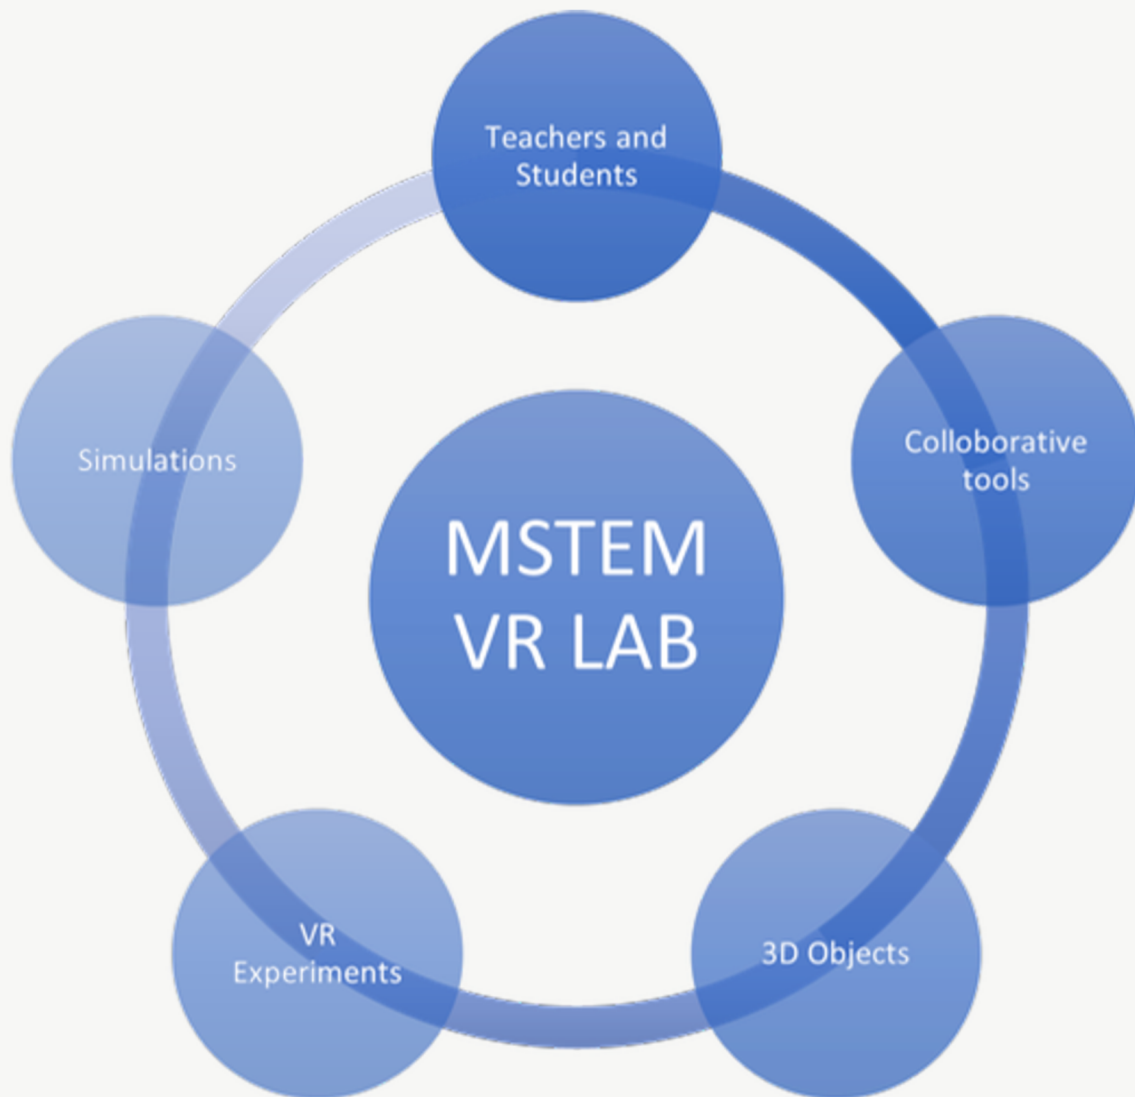 Teachers and
Students
Colloborative
tools
Simulations
MSTEM
VR LAB
VR
Experiments
3D Objects